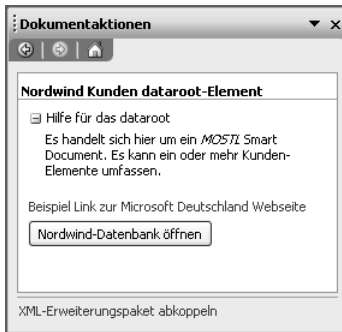 Dokumentaktionen
Nordwind Kunden dataroot-Element
Hilfe für das dataroot
Es handelt sich hier um ein MOSTL Smart
Document. Es kann ein oder mehr Kunden-
Elemente umfassen.
Beispiel Link zur Microsoft Deutschland Webseite
Nordwind-Datenbank öffnen
XML-Erweiterungspaket abkoppeln